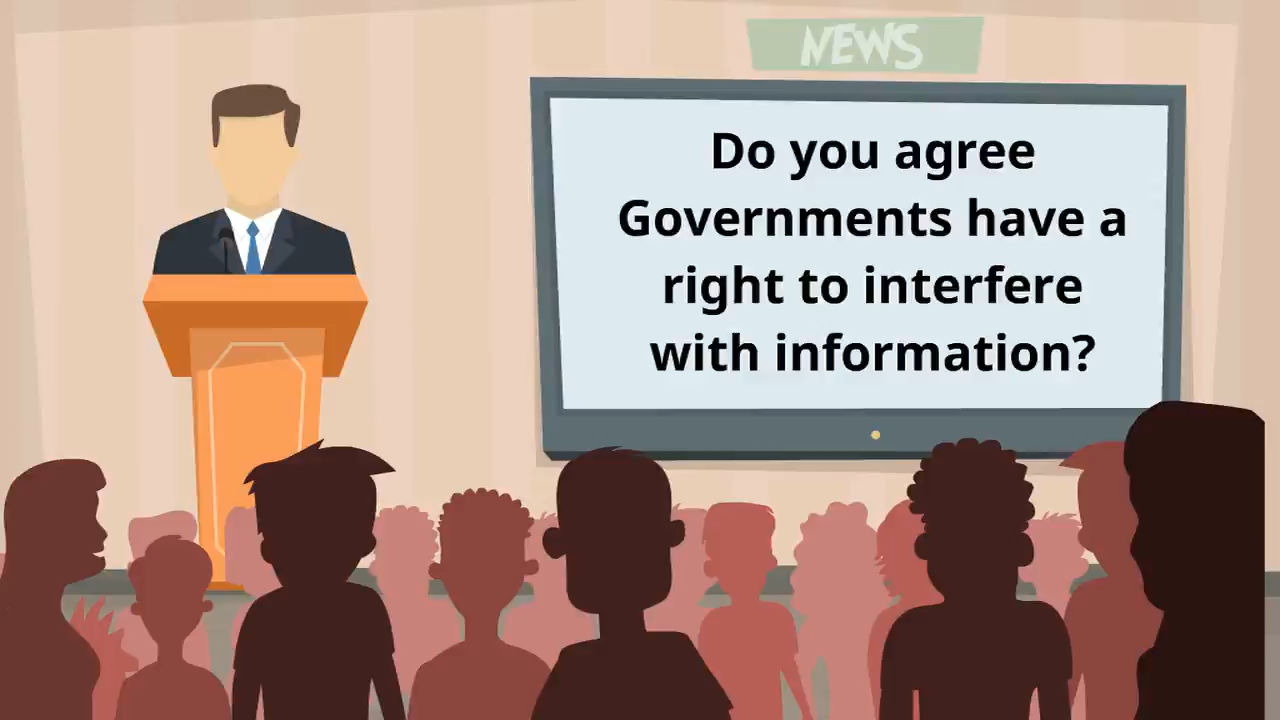 NEWS
Do you agree
Governments have a
right to interfere
with information?